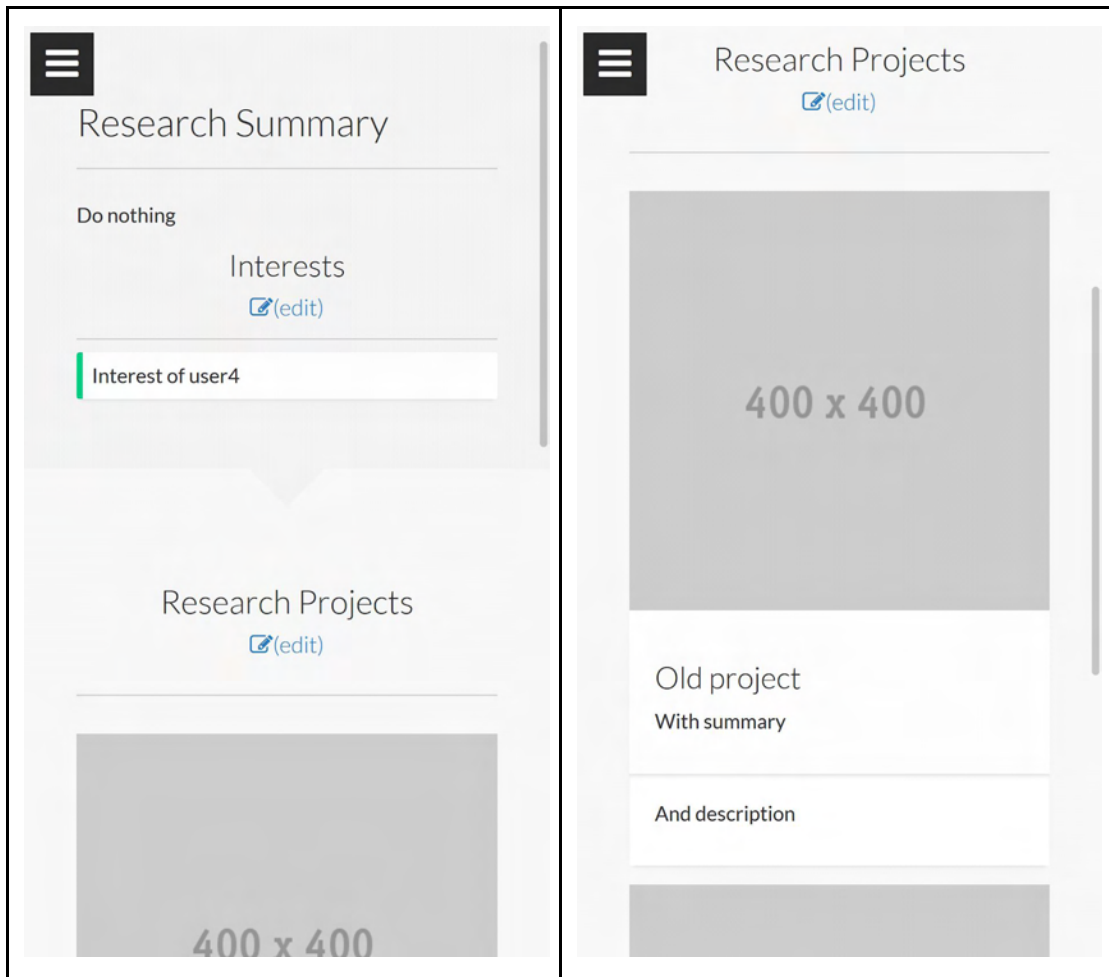 Research Summary
Do nothing
Interests
(edit)
Interest of user4
Research Projects
(edit)
400 x 400
Research Projects
(edit)
400 x 400
Old project
With summary
And description